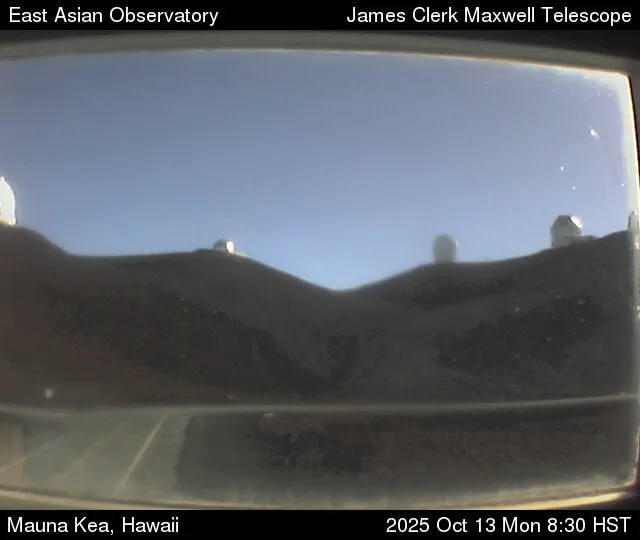 East Asian Observatory
James Clerk Maxwell Telescope
Mauna Kea, Hawaii
2025 Oct 13 Mon 8:30 HST